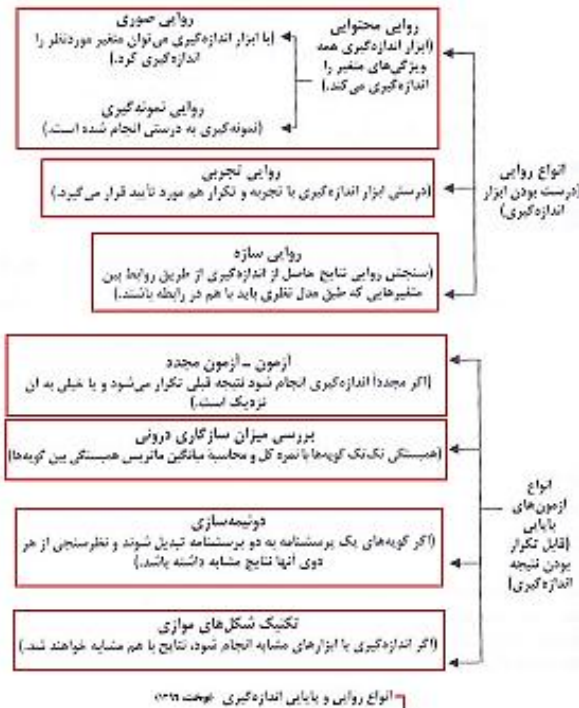 روایی محتوایی
(ابزار اندازه‌گیری همه
ویژگی‌های متغیر را
اندازه‌گیری می‌کند.)
روایی صوری
(با ابزار اندازه‌گیری می‌توان متغیر موردنظر را
اندازه‌گیری کرد.)
روایی نمونه‌گیری
(نمونه‌گیری به درستی انجام شده است.)
انواع روایی
(درست بودن ابزار
اندازه‌گیری)
روایی تجربی
(درستی ابزار اندازه‌گیری با تجربه و تکرار هم مورد تأیید قرار می‌گیرد.)
روایی سازه
(سنجش روایی نتایج حاصل از اندازه‌گیری از طریق روابط بین
متغیرهایی که طبق مدل نظری باید با هم در رابطه باشند.)
آزمون – آزمون مجدد
(اگر مجدداً اندازه‌گیری انجام شود نتیجه قبلی تکرار می‌شود و یا خیلی به آن
نزدیک است.)
بررسی میزان سازگاری درونی
(همبستگی تک‌تک گویه‌ها با نمره کل و محاسبهٔ میانگین ماتریس همبستگی بین گویه‌ها)
انواع
آزمون‌های
پایایی
(قابل تکرار
بودن نتیجه
اندازه‌گیری)
دونیمه‌سازی
(اگر گویه‌های یک پرسشنامه به دو پرسشنامه تبدیل شوند و نظرسنجی از هر
دوی آنها نتایج مشابه داشته باشد.)
تکنیک شکل‌های موازی
(اگر اندازه‌گیری با ابزارهای مشابه انجام شود، نتایج با هم مشابه خواهند شد.)
انواع روایی و پایایی اندازه‌گیری (نوبخت ۱۳۹۶)